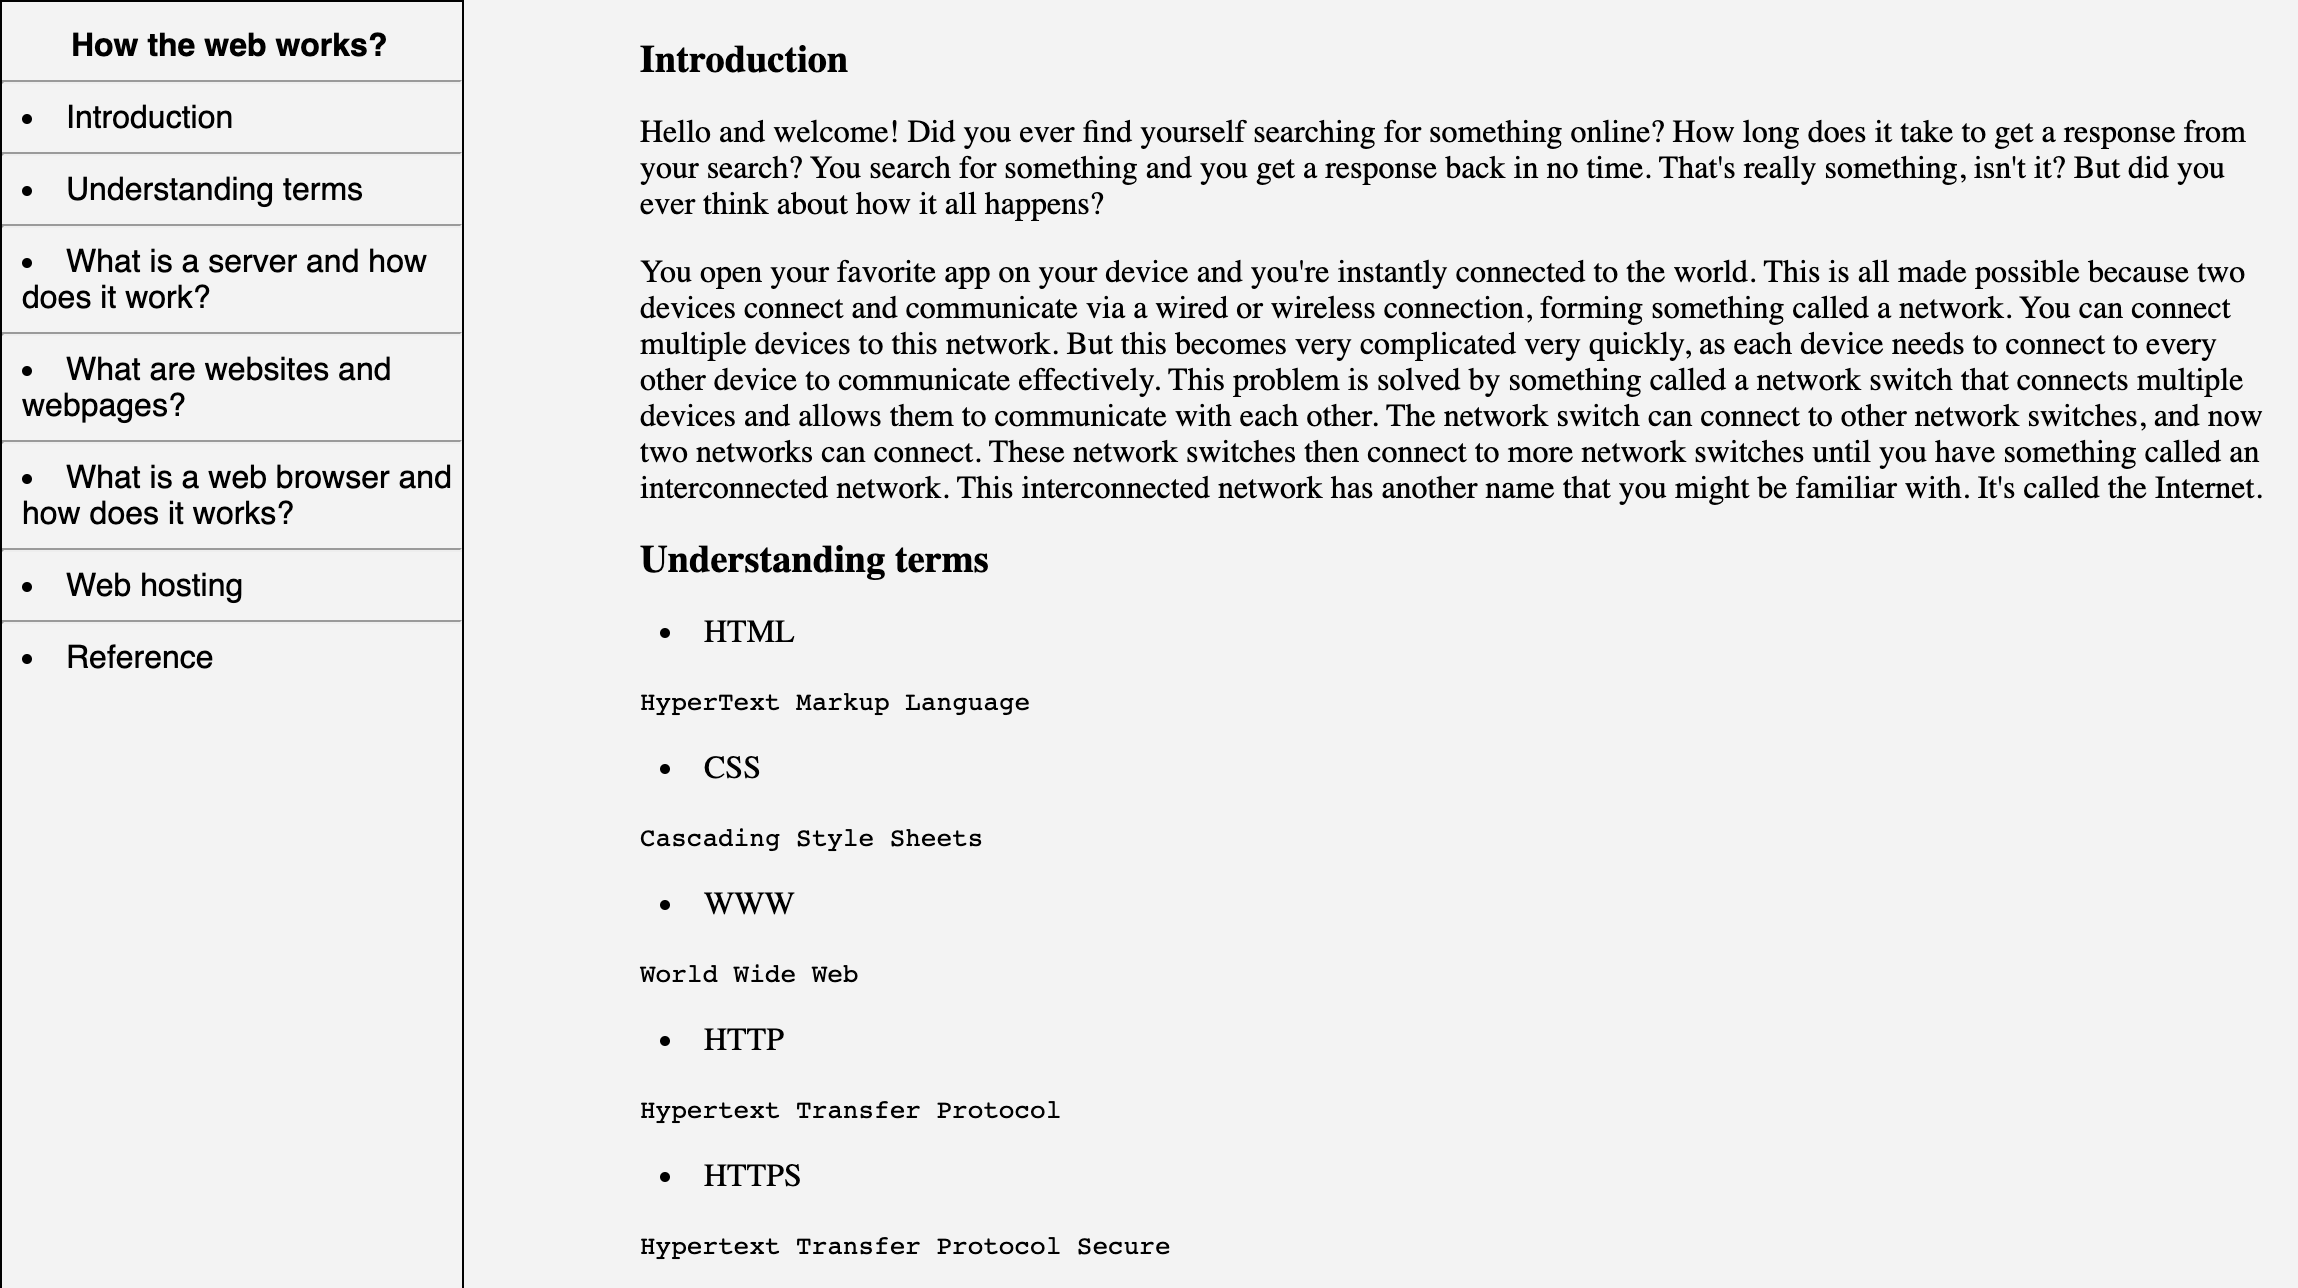 How the web works?
• Introduction
• Understanding terms
• What is a server and how
does it work?
• What are websites and
webpages?
• What is a web browser and
how does it works?
• Web hosting
• Reference
Introduction
Hello and welcome! Did you ever find yourself searching for something online? How long does it take to get a response from
your search? You search for something and you get a response back in no time. That's really something, isn't it? But did you
ever think about how it all happens?
You open your favorite app on your device and you're instantly connected to the world. This is all made possible because two
devices connect and communicate via a wired or wireless connection, forming something called a network. You can connect
multiple devices to this network. But this becomes very complicated very quickly, as each device needs to connect to every
other device to communicate effectively. This problem is solved by something called a network switch that connects multiple
devices and allows them to communicate with each other. The network switch can connect to other network switches, and now
two networks can connect. These network switches then connect to more network switches until you have something called an
interconnected network. This interconnected network has another name that you might be familiar with. It's called the Internet.
Understanding terms
• HTML
HyperText Markup Language
• CSS
Cascading Style Sheets
• WWW
World Wide Web
• HTTP
Hypertext Transfer Protocol
• HTTPS
Hypertext Transfer Protocol Secure